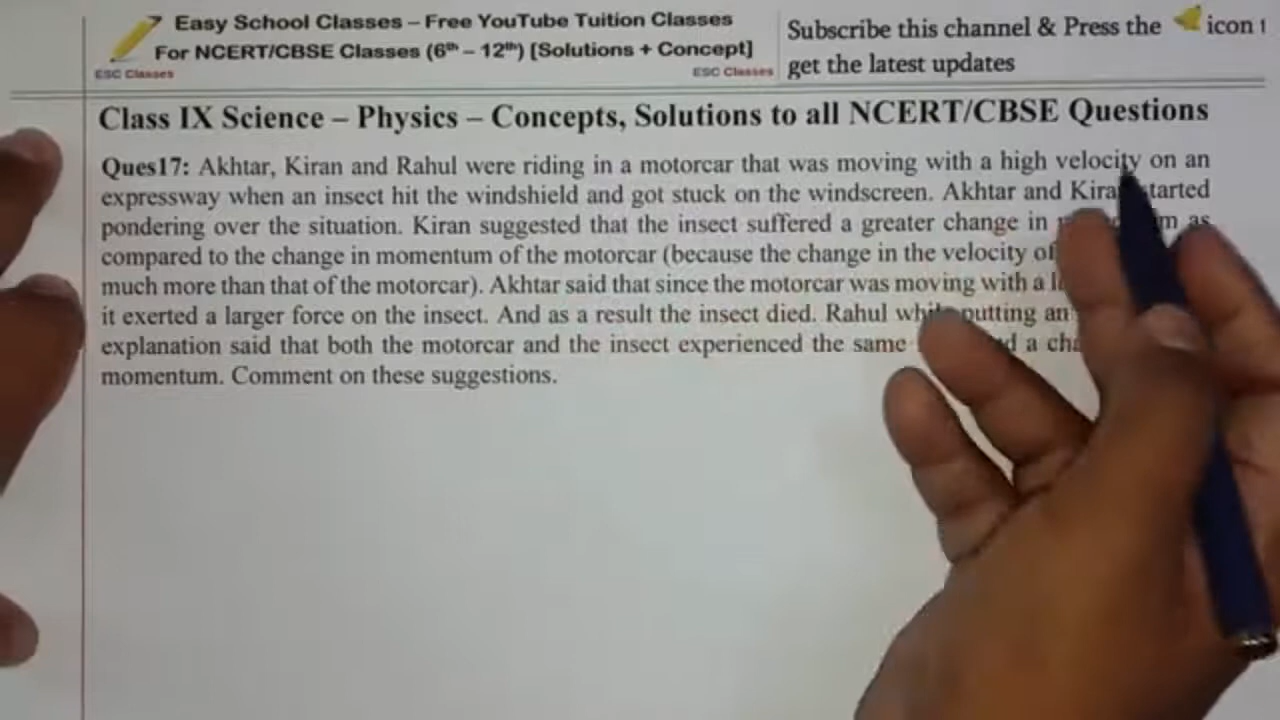 Easy School Classes – Free YouTube Tuition Classes
For NCERT/CBSE Classes (6th – 12th) [Solutions + Concept]
ESC Classes
ESC Classes
Subscribe this channel & Press the icon t
get the latest updates
Class IX Science – Physics – Concepts, Solutions to all NCERT/CBSE Questions
Ques17: Akhtar, Kiran and Rahul were riding in a motorcar that was moving with a high velocity on an
expressway when an insect hit the windshield and got stuck on the windscreen. Akhtar and Kiran started
pondering over the situation. Kiran suggested that the insect suffered a greater change in as
compared to the change in momentum of the motorcar (because the change in the velocity of
much more than that of the motorcar). Akhtar said that since the motorcar was moving with a
it exerted a larger force on the insect. And as a result the insect died. Rahul while putting an
explanation said that both the motorcar and the insect experienced the same a
momentum. Comment on these suggestions.